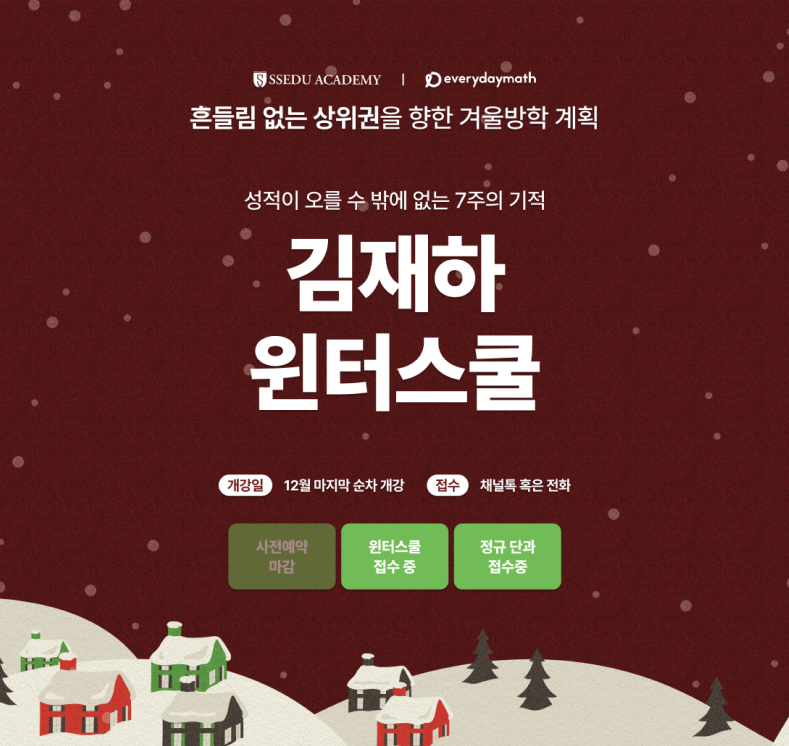 SSEDU ACADEMY | everydaymath
흔들림 없는 상위권을 향한 겨울방학 계획
성적이 오를 수 밖에 없는 7주의 기적
김재하
윈터스쿨
개강일 12월 마지막 순차 개강 접수 채널톡 혹은 전화
사전예약
마감
윈터스쿨
접수 중
정규 단과
접수중